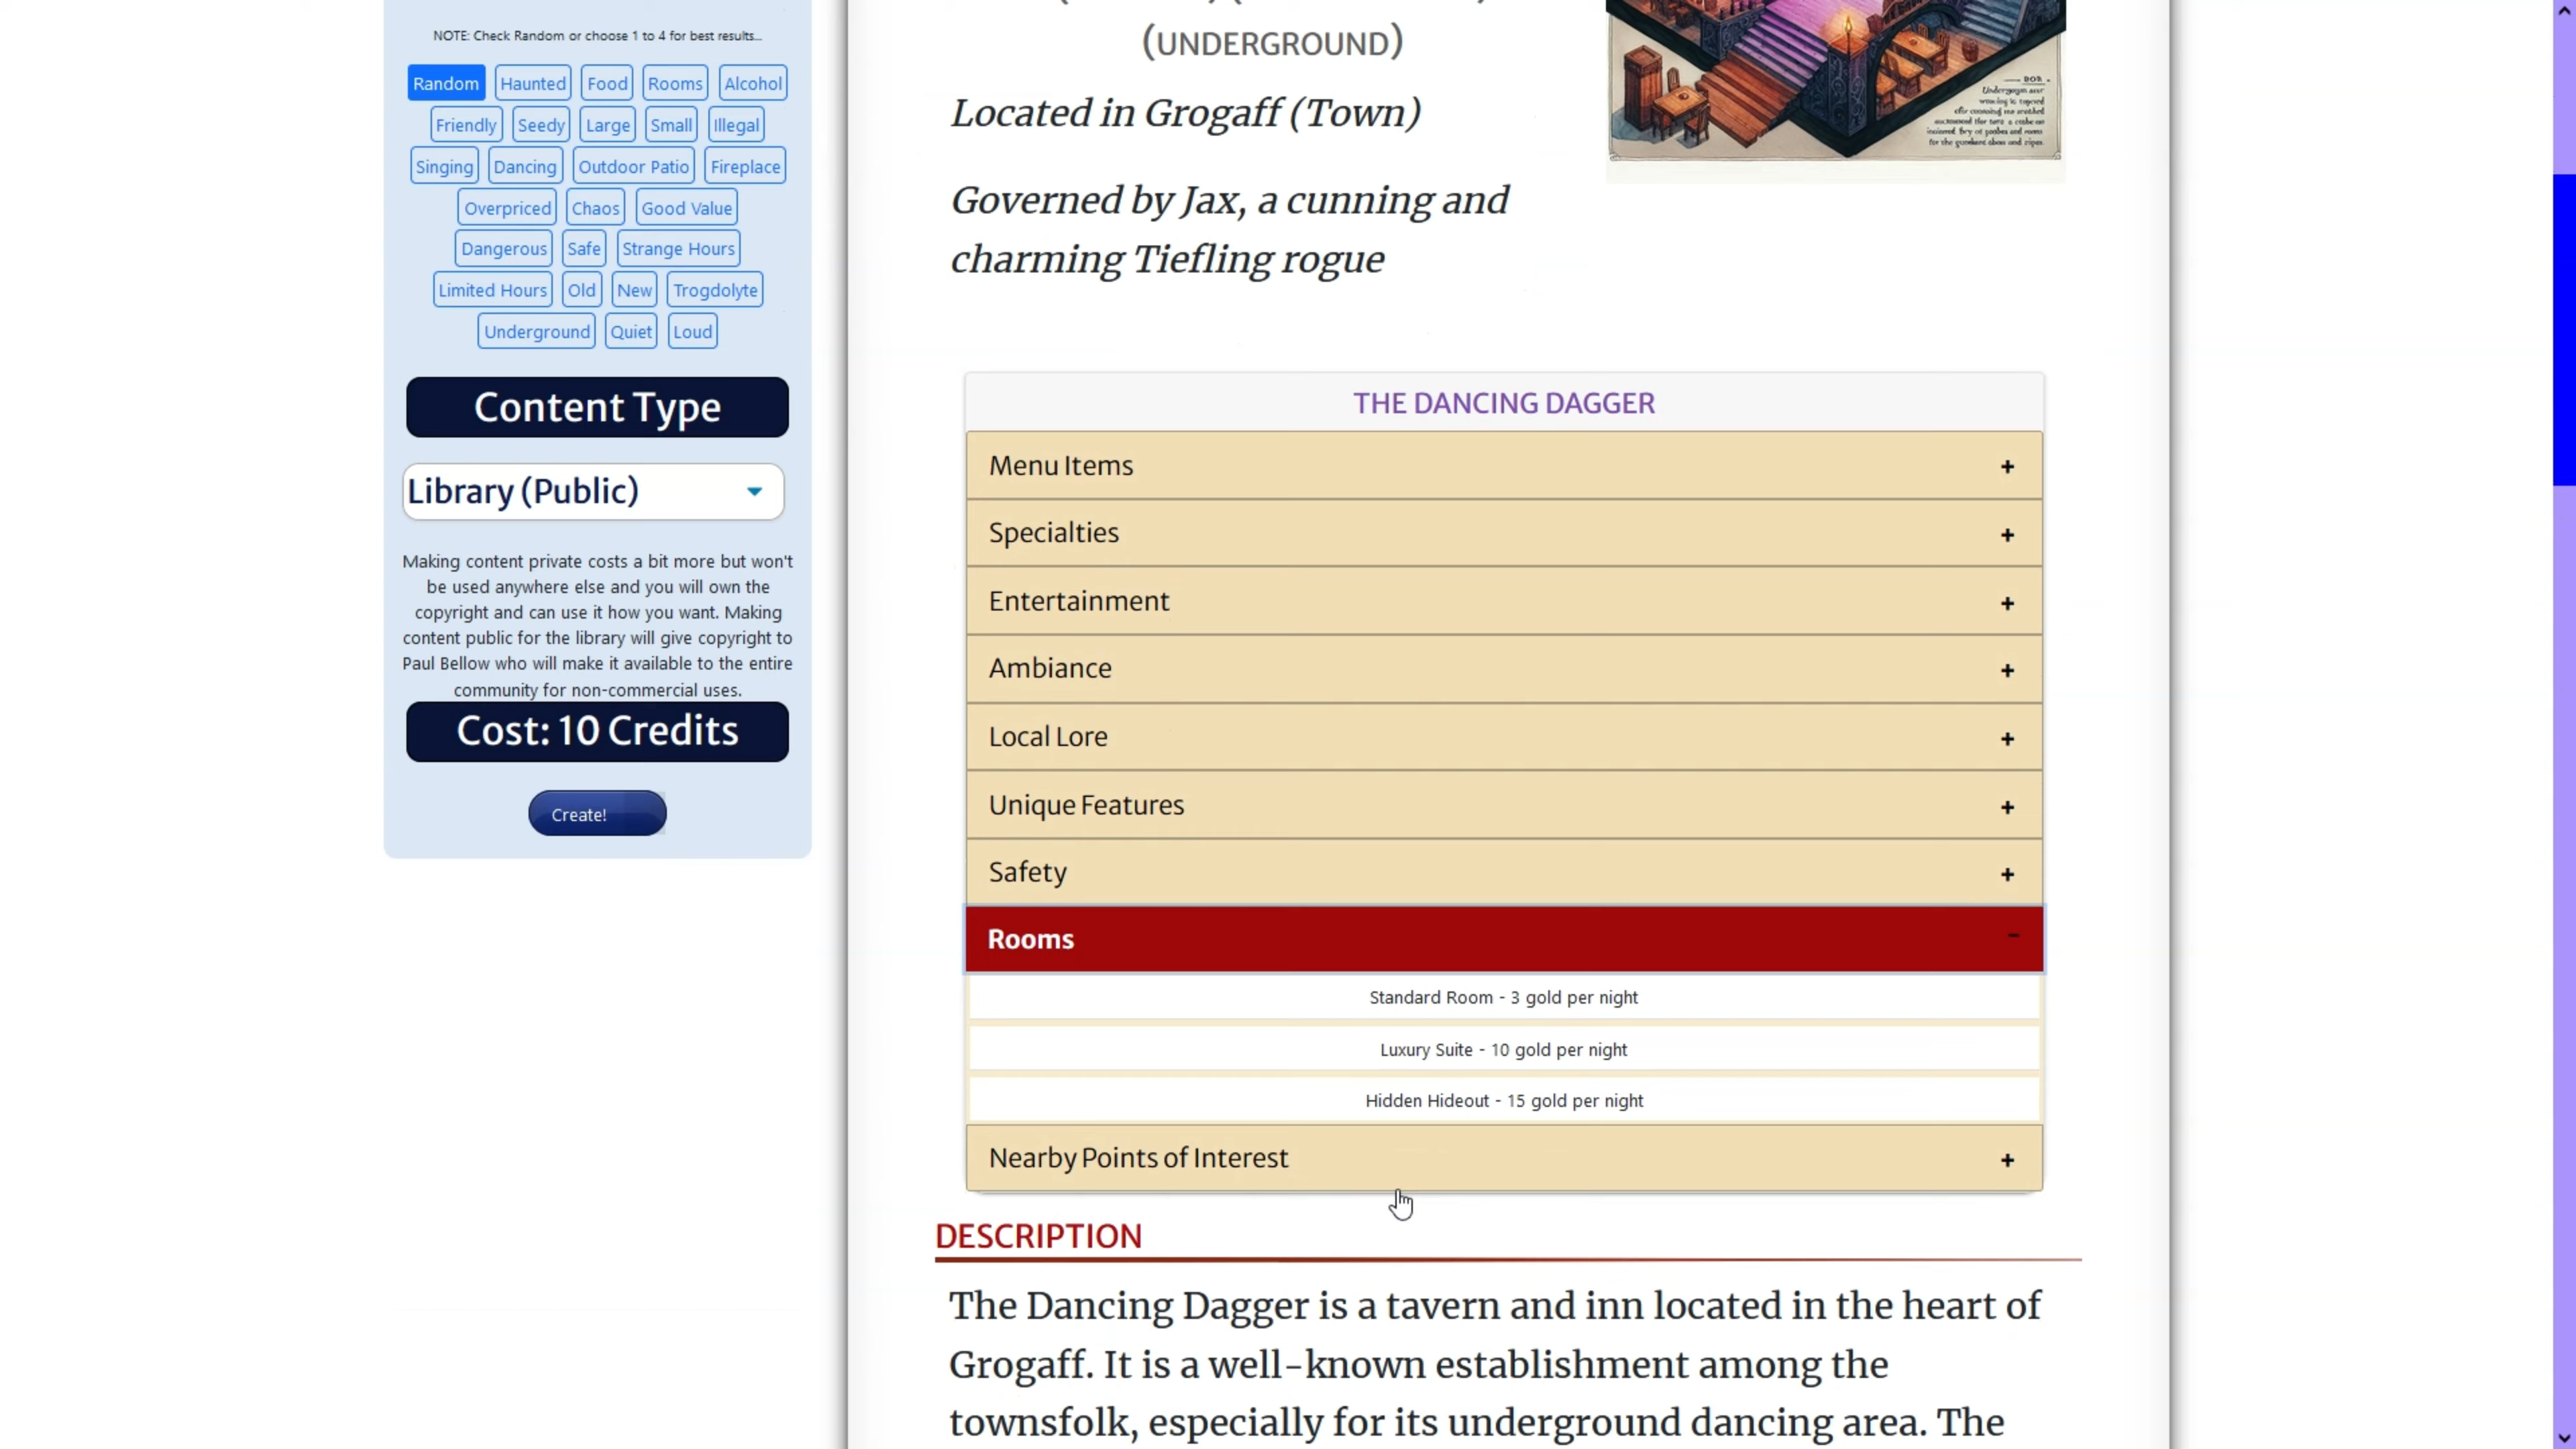 NOTE: Check Random or choose 1 to 4 for best results...
Random Haunted Food Rooms Alcohol
Friendly Seedy Large Small Illegal
Singing Dancing Outdoor Patio Fireplace
Overpriced Chaos Good Value
Dangerous Safe Strange Hours
Limited Hours Old New Trogdolyte
Underground Quiet Loud
Content Type
Library (Public)
Making content private costs a bit more but won't
be used anywhere else and you will own the
copyright and can use it how you want. Making
content public for the library will give copyright to
Paul Bellow who will make it available to the entire
community for non-commercial uses.
Cost: 10 Credits
Create!
(UNDERGROUND)
Located in Grogaff (Town)
Governed by Jax, a cunning and
charming Tiefling rogue
THE DANCING DAGGER
Menu Items +
Specialties +
Entertainment +
Ambiance +
Local Lore +
Unique Features +
Safety +
Rooms -
Standard Room - 3 gold per night
Luxury Suite - 10 gold per night
Hidden Hideout - 15 gold per night
Nearby Points of Interest +
DESCRIPTION
The Dancing Dagger is a tavern and inn located in the heart of
Grogaff. It is a well-known establishment among the
townsfolk, especially for its underground dancing area. The